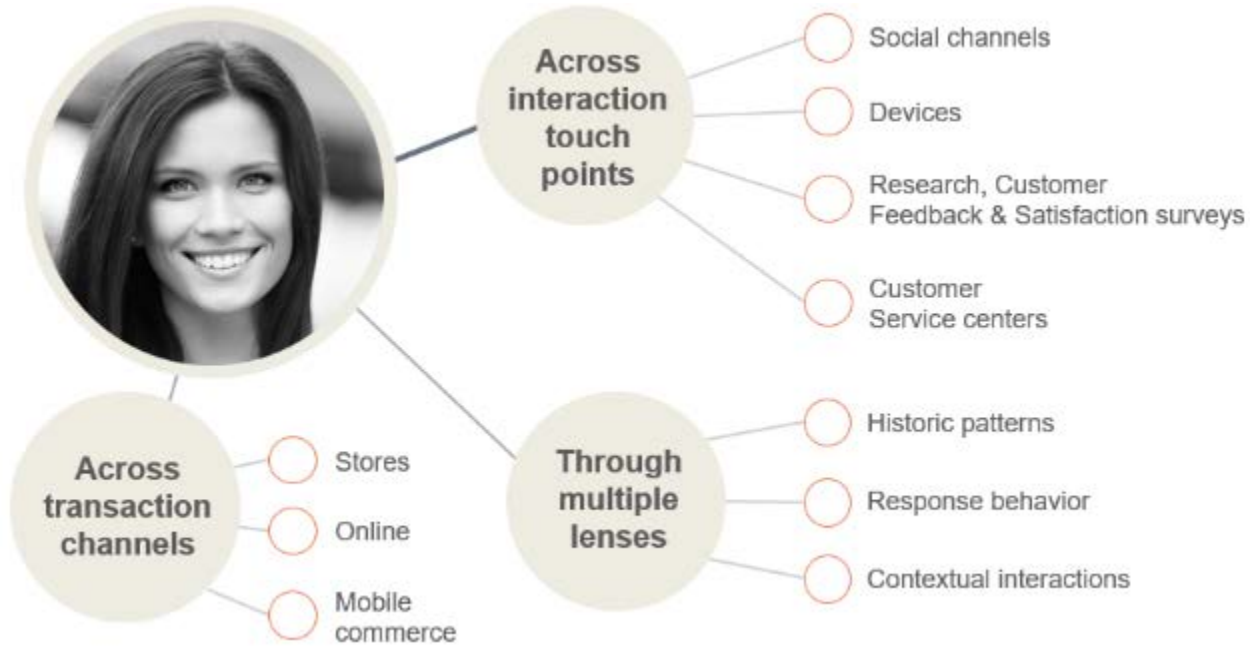 Across
interaction
touch
points
Social channels
Devices
Research, Customer
Feedback & Satisfaction surveys
Customer
Service centers
Across
transaction
channels
Stores
Online
Mobile
commerce
Through
multiple
lenses
Historic patterns
Response behavior
Contextual interactions